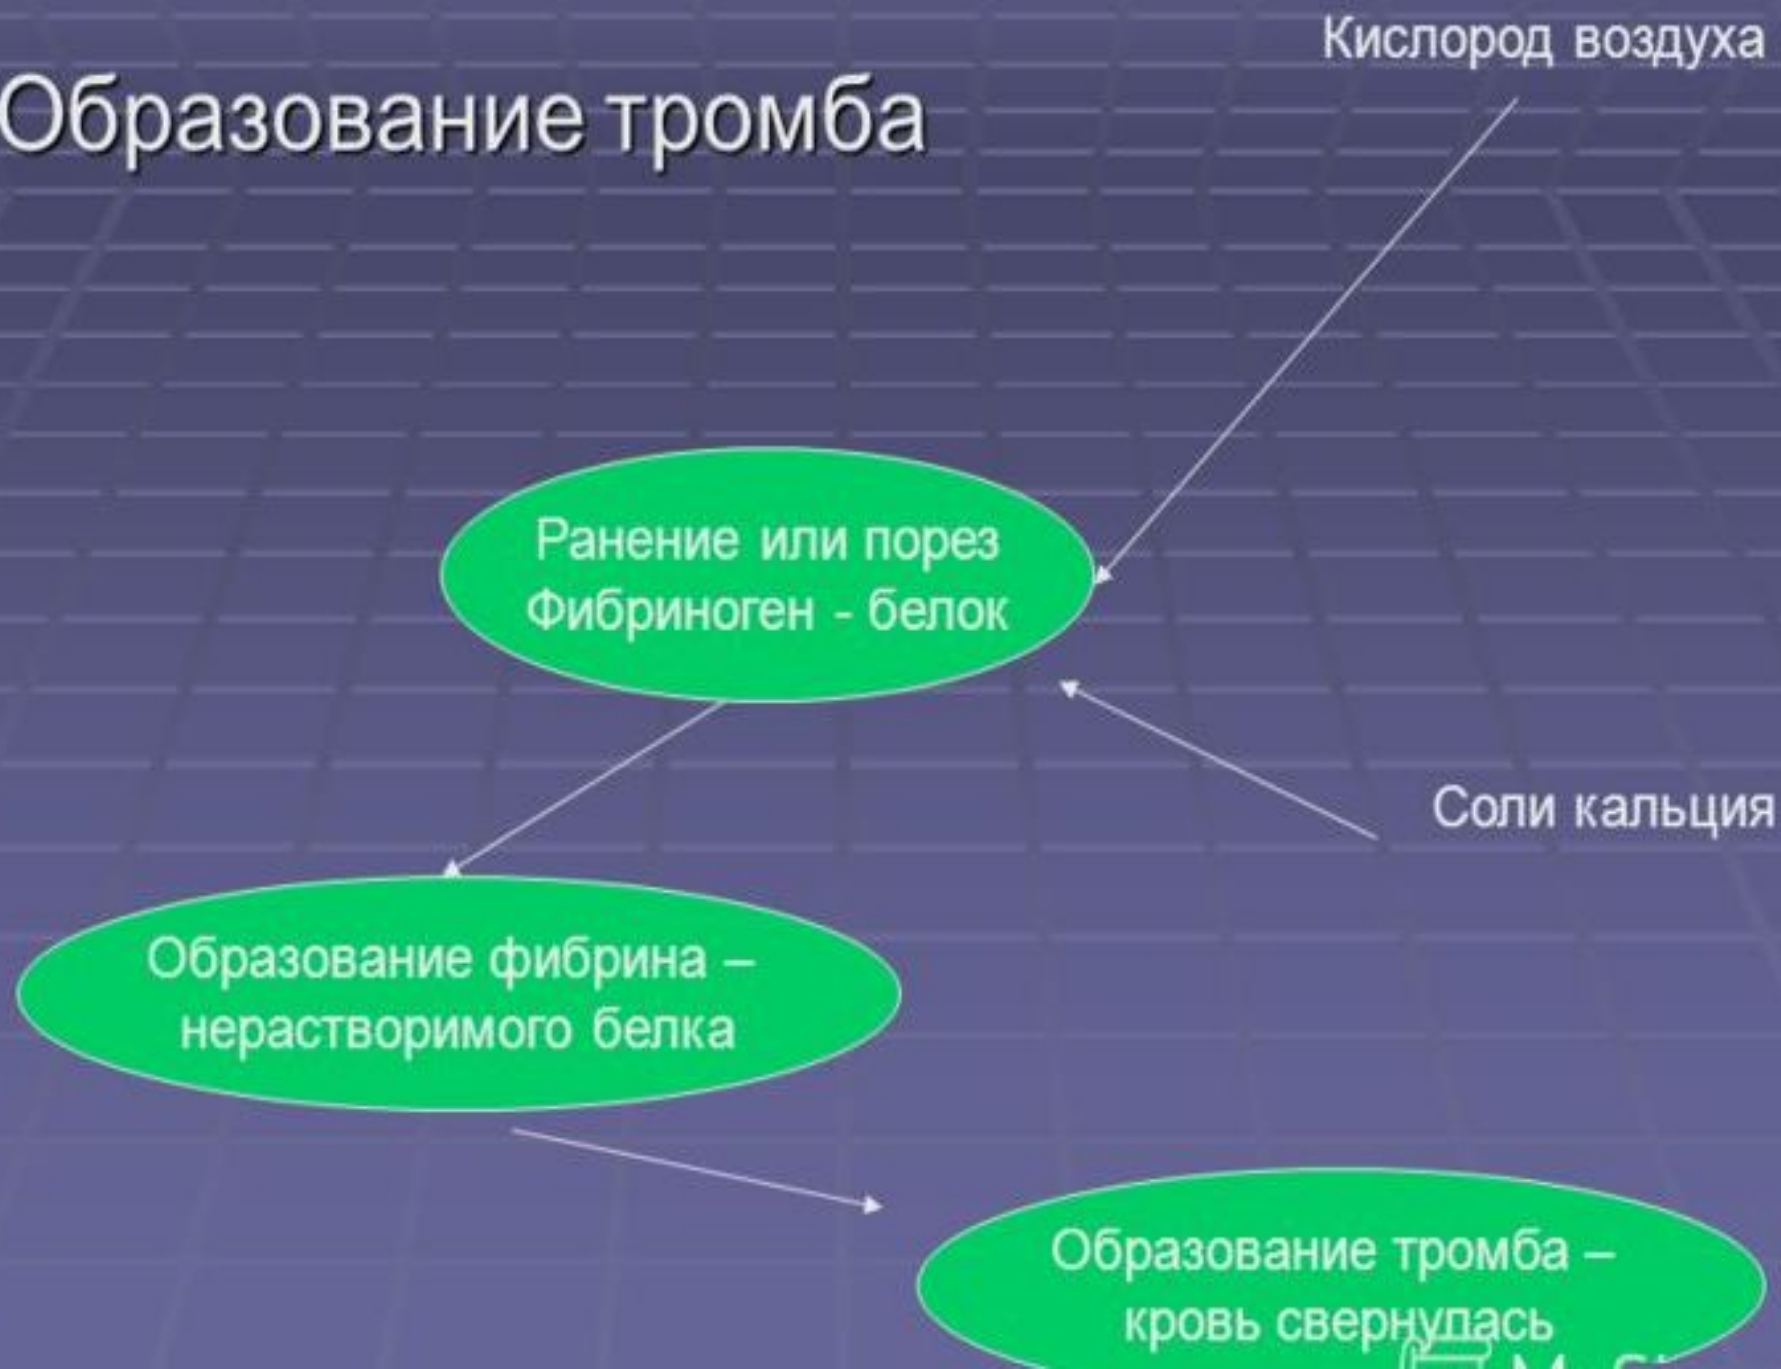 Кислород воздуха
Образование тромба
Ранение или порез
Фибриноген - белок
Соли кальция
Образование фибрина –
нерастворимого белка
Образование тромба –
кровь свернулась